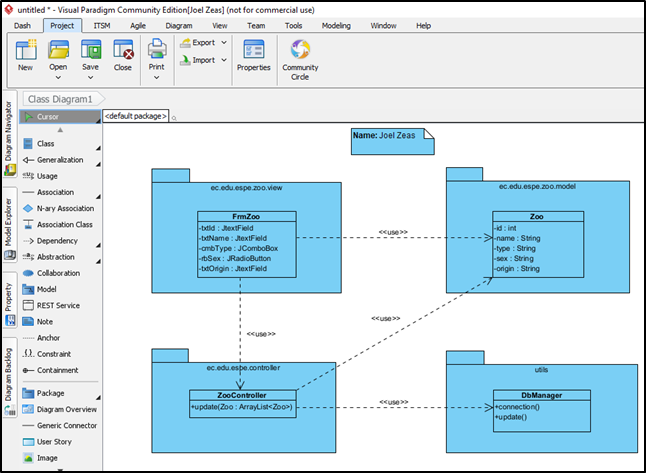 untitled * - Visual Paradigm Community Edition[Joel Zeas] (not for commercial use)
Dash Project ITSM Agile Diagram View Team Tools Modeling Window Help
New Open Save Close Print Export Import Properties Community Circle
Class Diagram1
Diagram Navigator
Model Explorer
Property
Diagram Backlog
Cursor
Class
Generalization
Usage
Association
N-ary Association
Association Class
Dependency
Abstraction
Collaboration
Model
REST Service
Note
Anchor
Constraint
Containment
Package
Diagram Overview
Generic Connector
User Story
Image
<default package>
Name: Joel Zeas
ec.edu.espe.zoo.view
FrmZoo
-txtId : JtextField
-txtName : JtextField
-cmbType : JComboBox
-rbSex : JRadioButton
-txtOrigin : JtextField
<<use>>
ec.edu.espe.zoo.model
Zoo
-id : int
-name : String
-type : String
-sex : String
-origin : String
<<use>>
<<use>>
ec.edu.espe.controller
ZooController
+update(Zoo : ArrayList<Zoo>)
<<use>>
utils
DbManager
+connection()
+update()